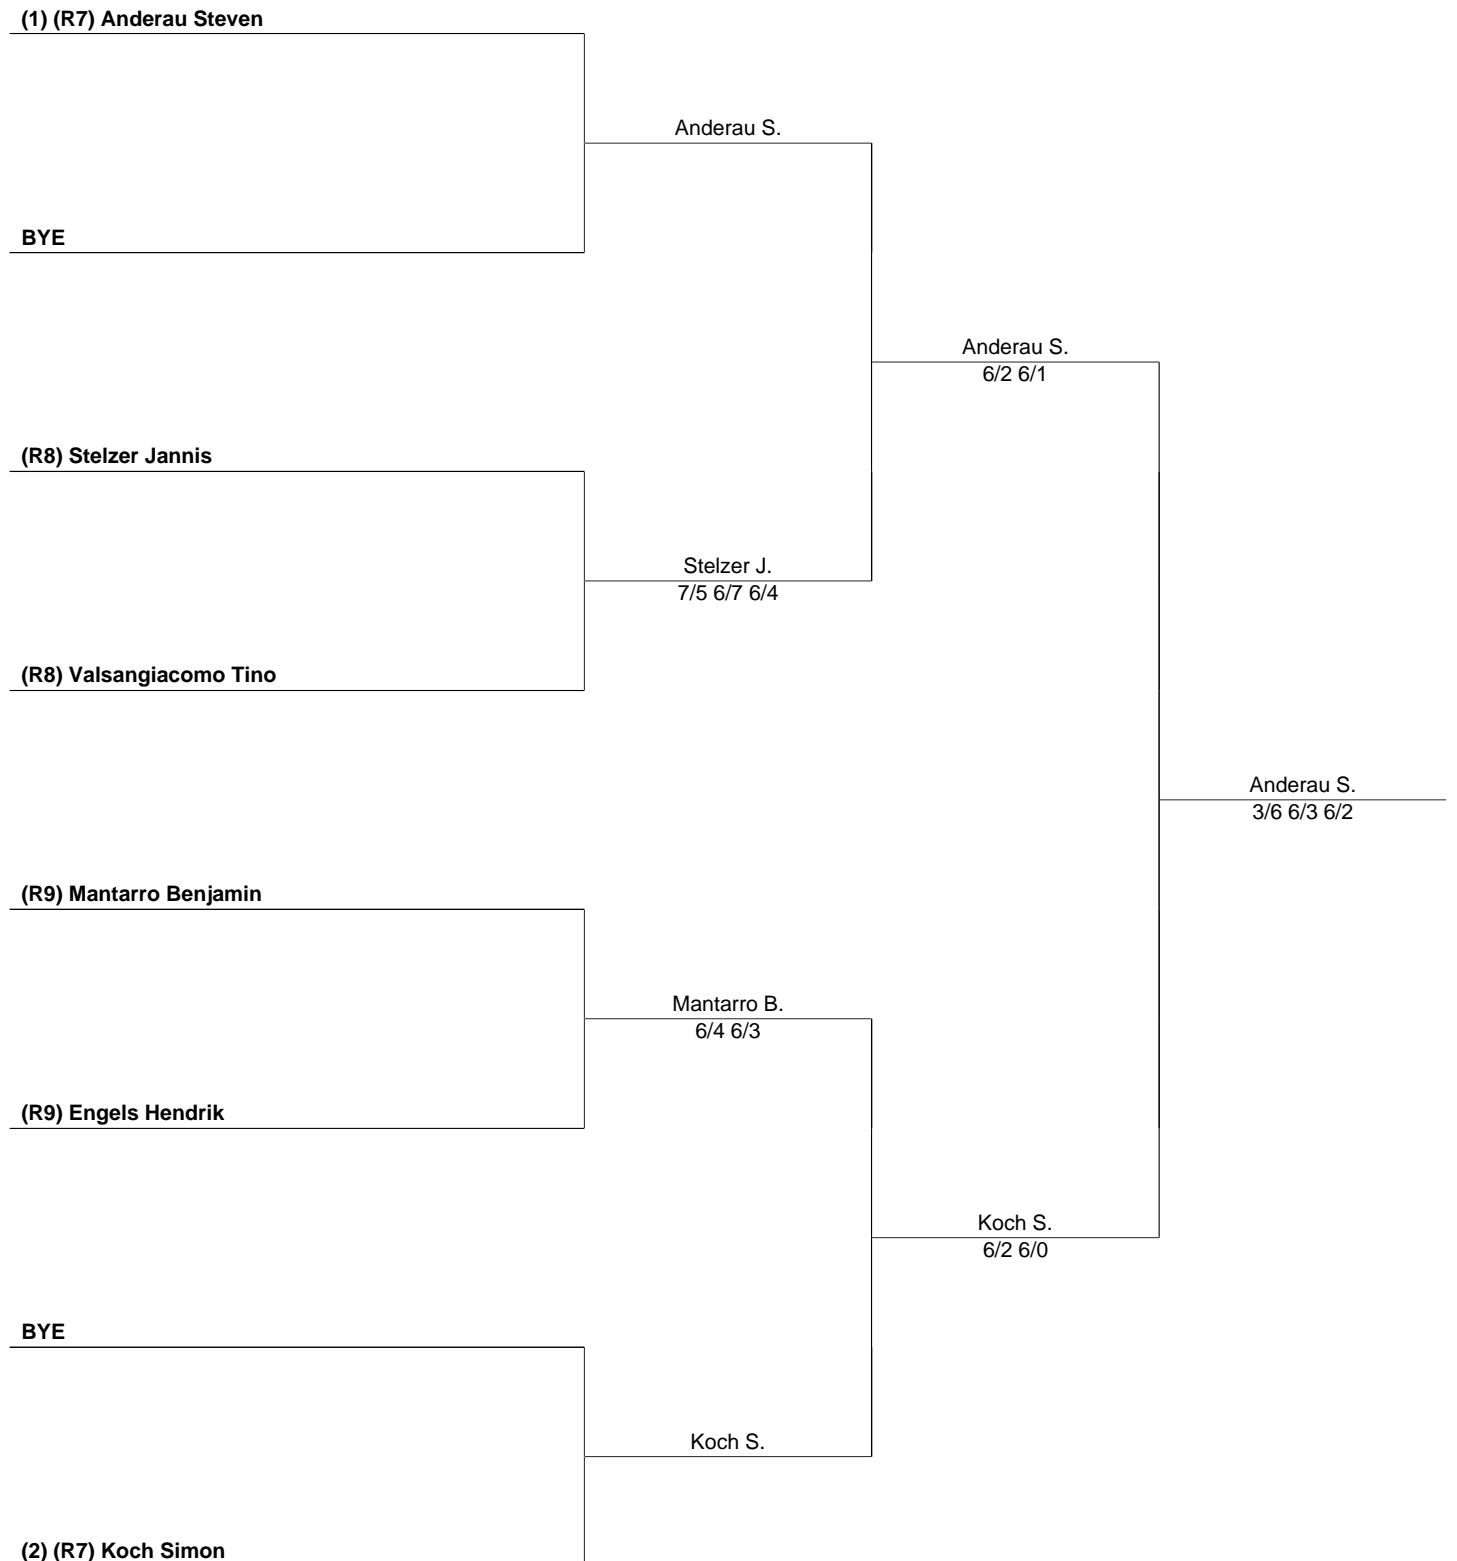 (1) (R7) Anderau Steven
Anderau S.
BYE
Anderau S.
6/2 6/1
(R8) Stelzer Jannis
Stelzer J.
7/5 6/7 6/4
(R8) Valsangiacomo Tino
Anderau S.
3/6 6/3 6/2
(R9) Mantarro Benjamin
Mantarro B.
6/4 6/3
(R9) Engels Hendrik
Koch S.
6/2 6/0
BYE
Koch S.
(2) (R7) Koch Simon